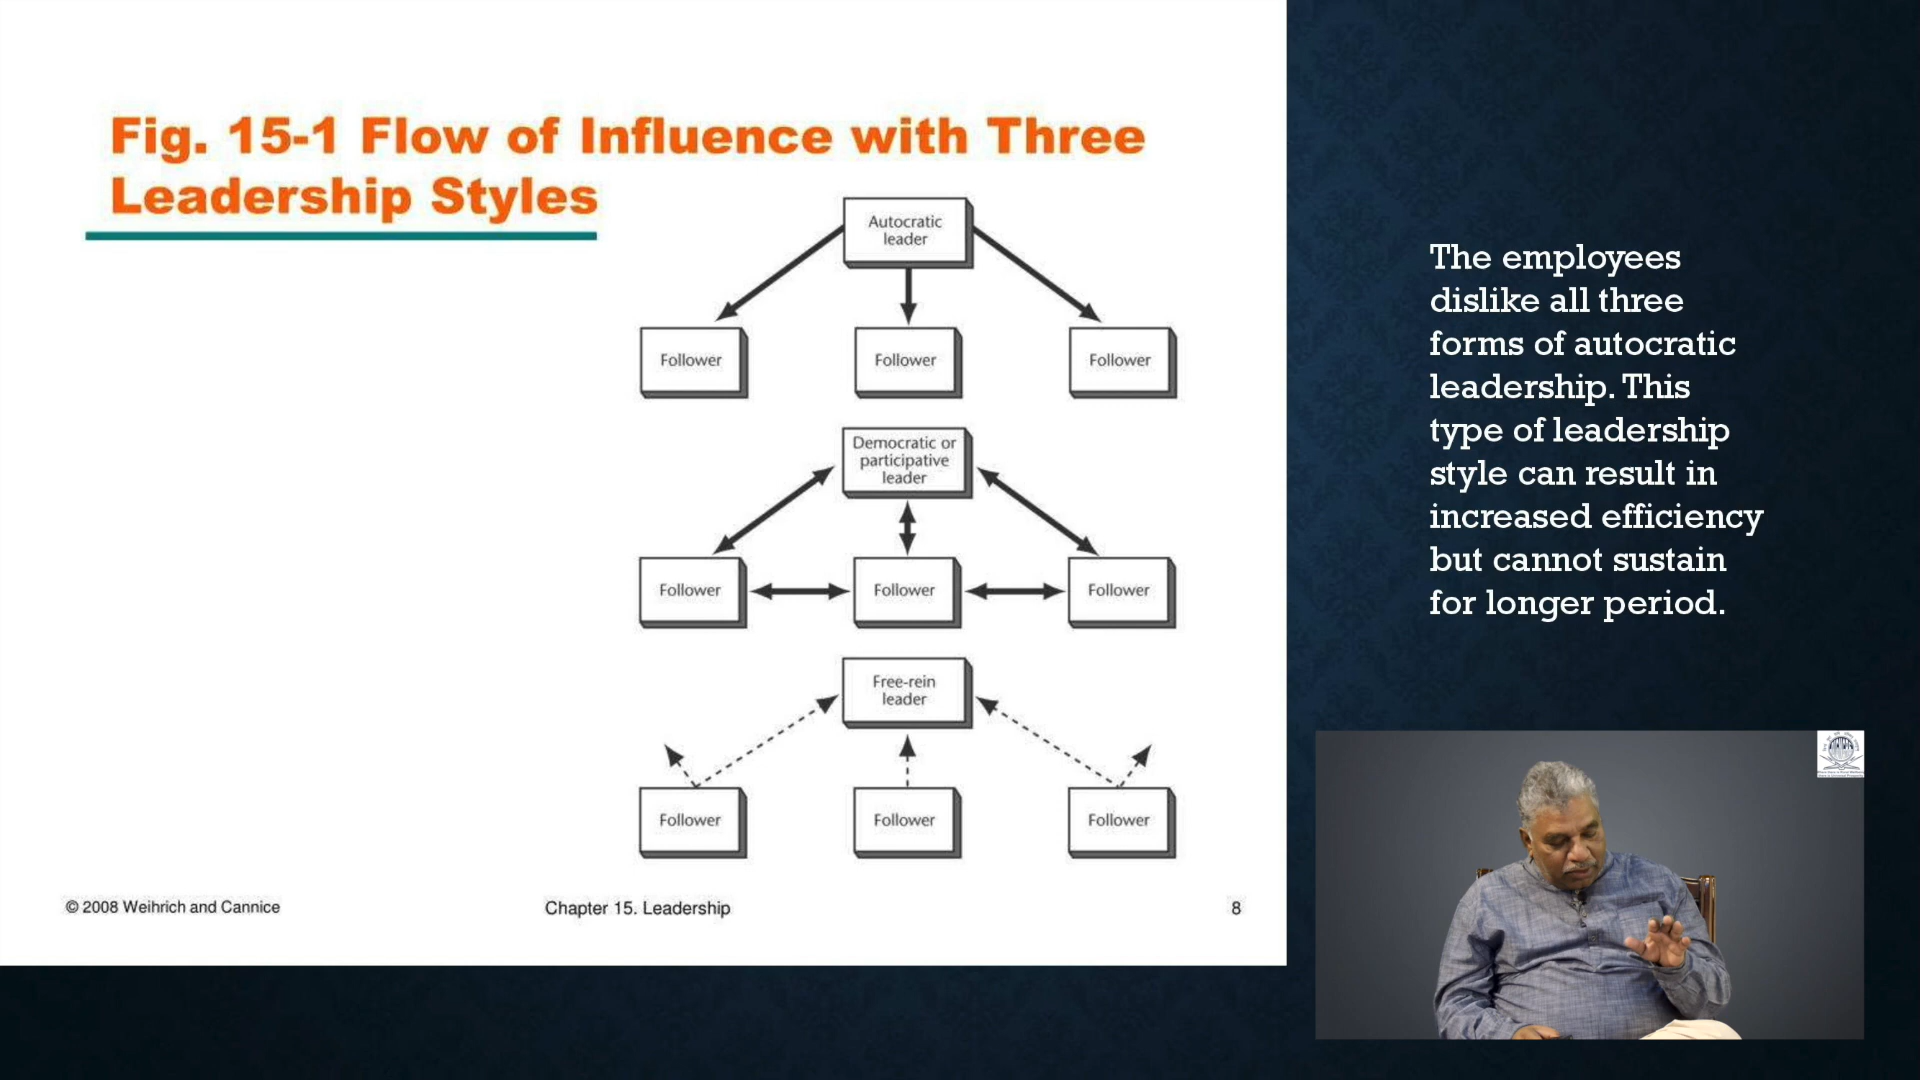 Fig. 15-1 Flow of Influence with Three
Leadership Styles
Autocratic
leader
Follower
Follower
Follower
Democratic or
participative
leader
Follower
Follower
Follower
Free-rein
leader
Follower
Follower
Follower
© 2008 Weihrich and Cannice
Chapter 15. Leadership
8
The employees
dislike all three
forms of autocratic
leadership. This
type of leadership
style can result in
increased efficiency
but cannot sustain
for longer period.